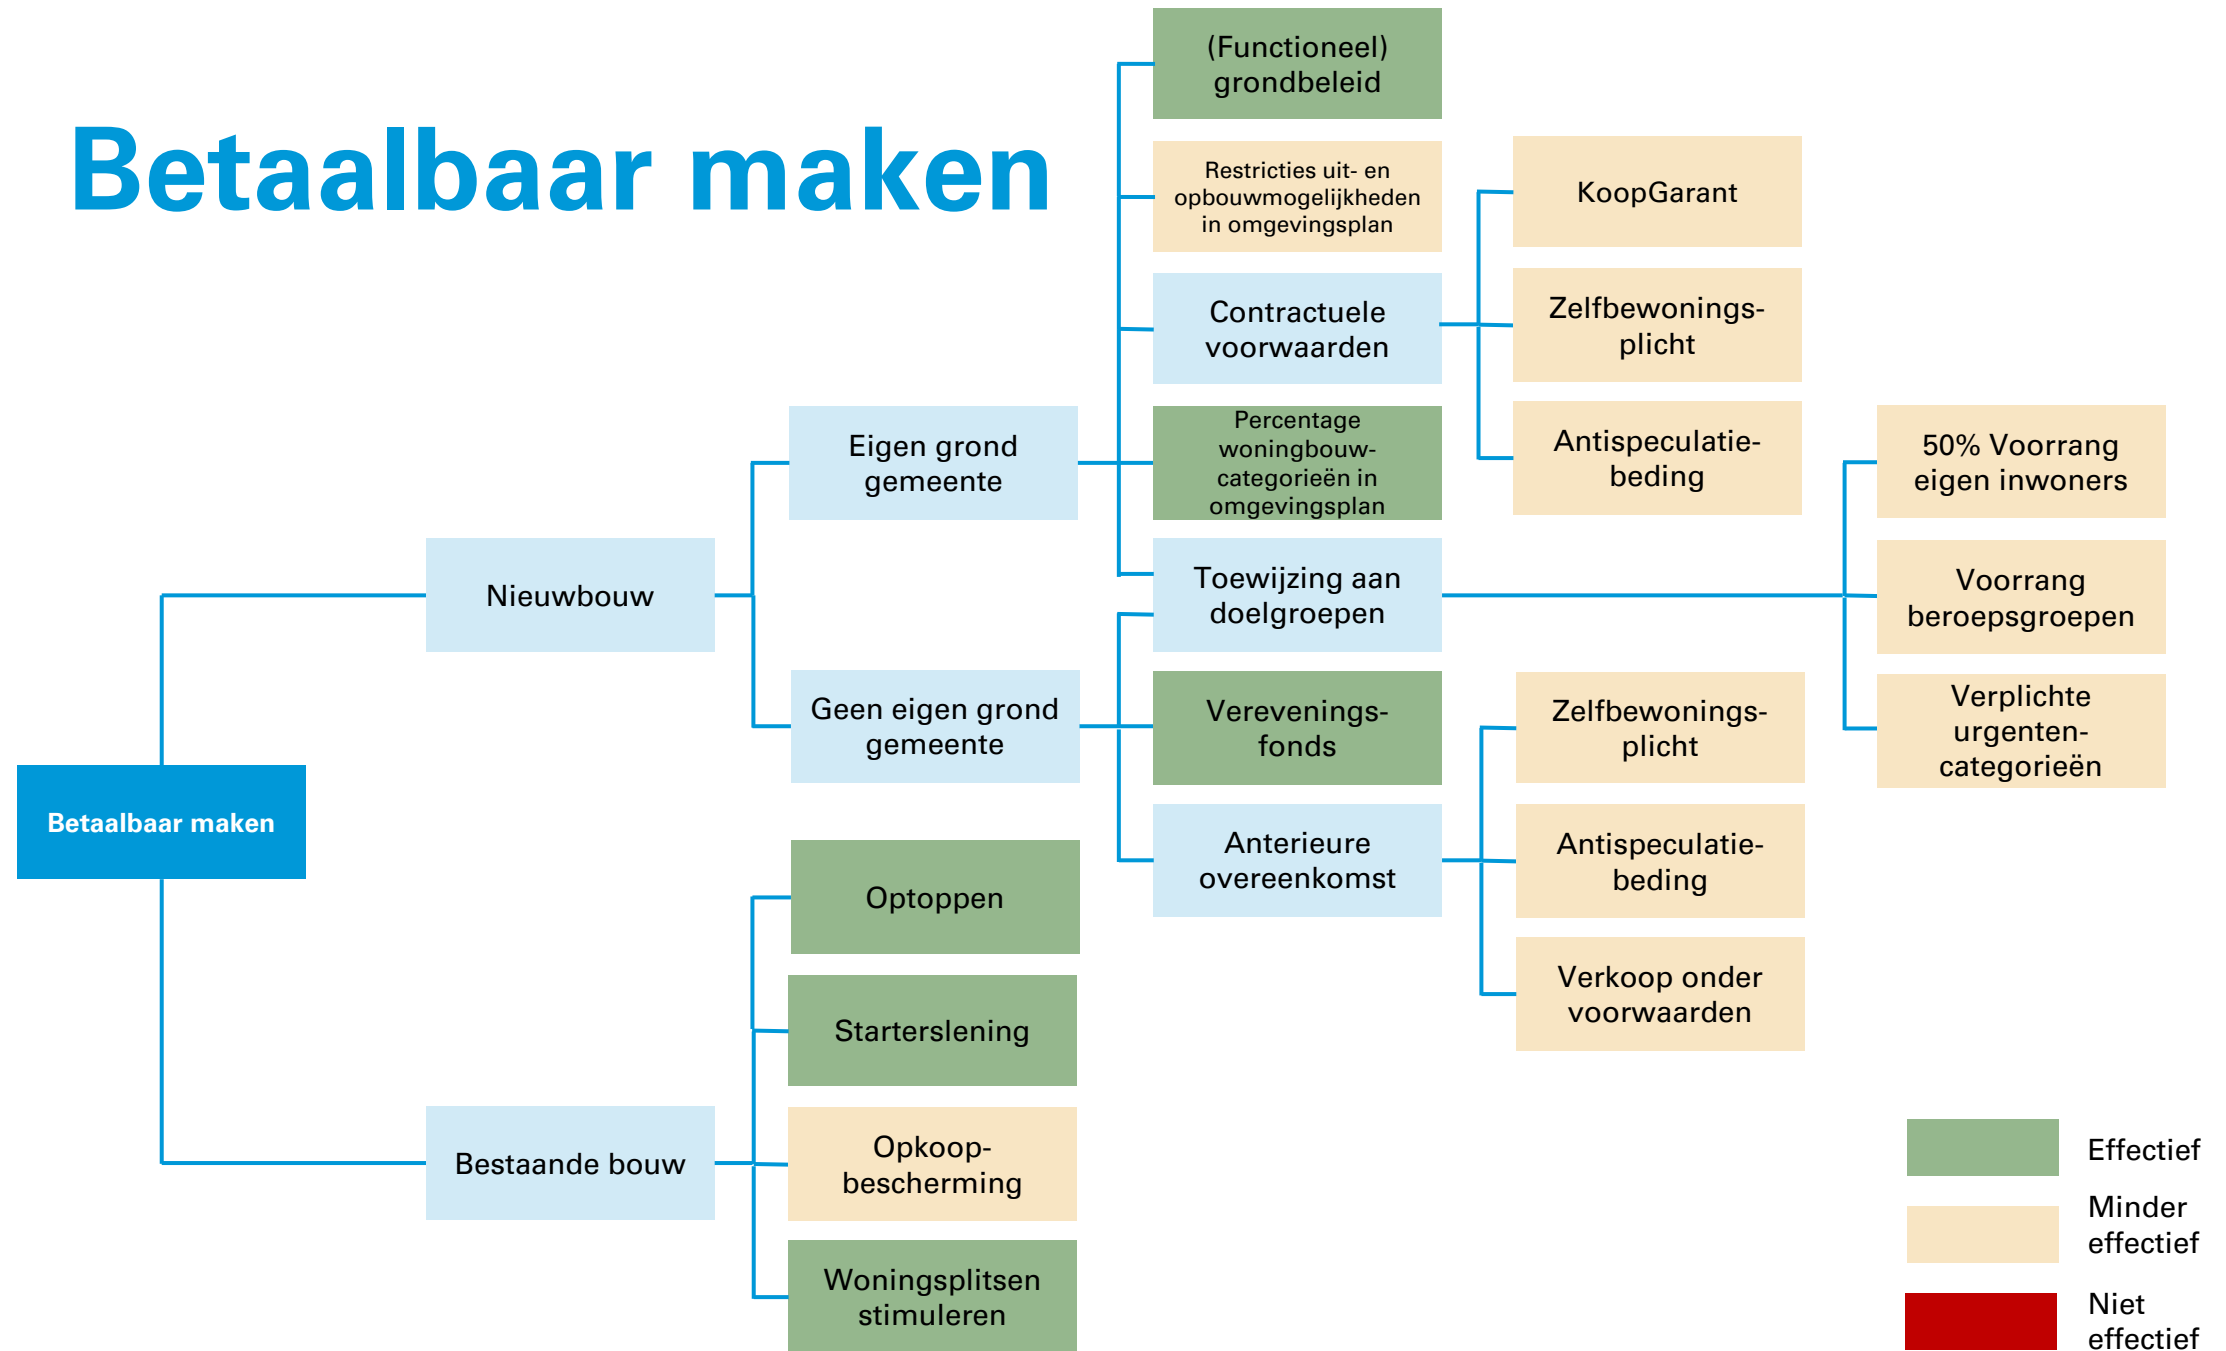 Betaalbaar maken
(Functioneel)
grondbeleid
Restricties uit- en
opbouwmogelijkheden
in omgevingsplan
KoopGarant
Contractuele
voorwaarden
Zelfbewonings-
plicht
Eigen grond
gemeente
Percentage
woningbouw-
categorieën in
omgevingsplan
Antispeculatie-
beding
50% Voorrang
eigen inwoners
Nieuwbouw
Toewijzing aan
doelgroepen
Voorrang
beroepsgroepen
Geen eigen grond
gemeente
Verevenings-
fonds
Zelfbewonings-
plicht
Verplichte
urgenten-
categorieën
Betaalbaar maken
Anterieure
overeenkomst
Antispeculatie-
beding
Optoppen
Verkoop onder
voorwaarden
Starterslening
Bestaande bouw
Opkoop-
bescherming
Woningsplitsen
stimuleren
Effectief
Minder
effectief
Niet
effectief